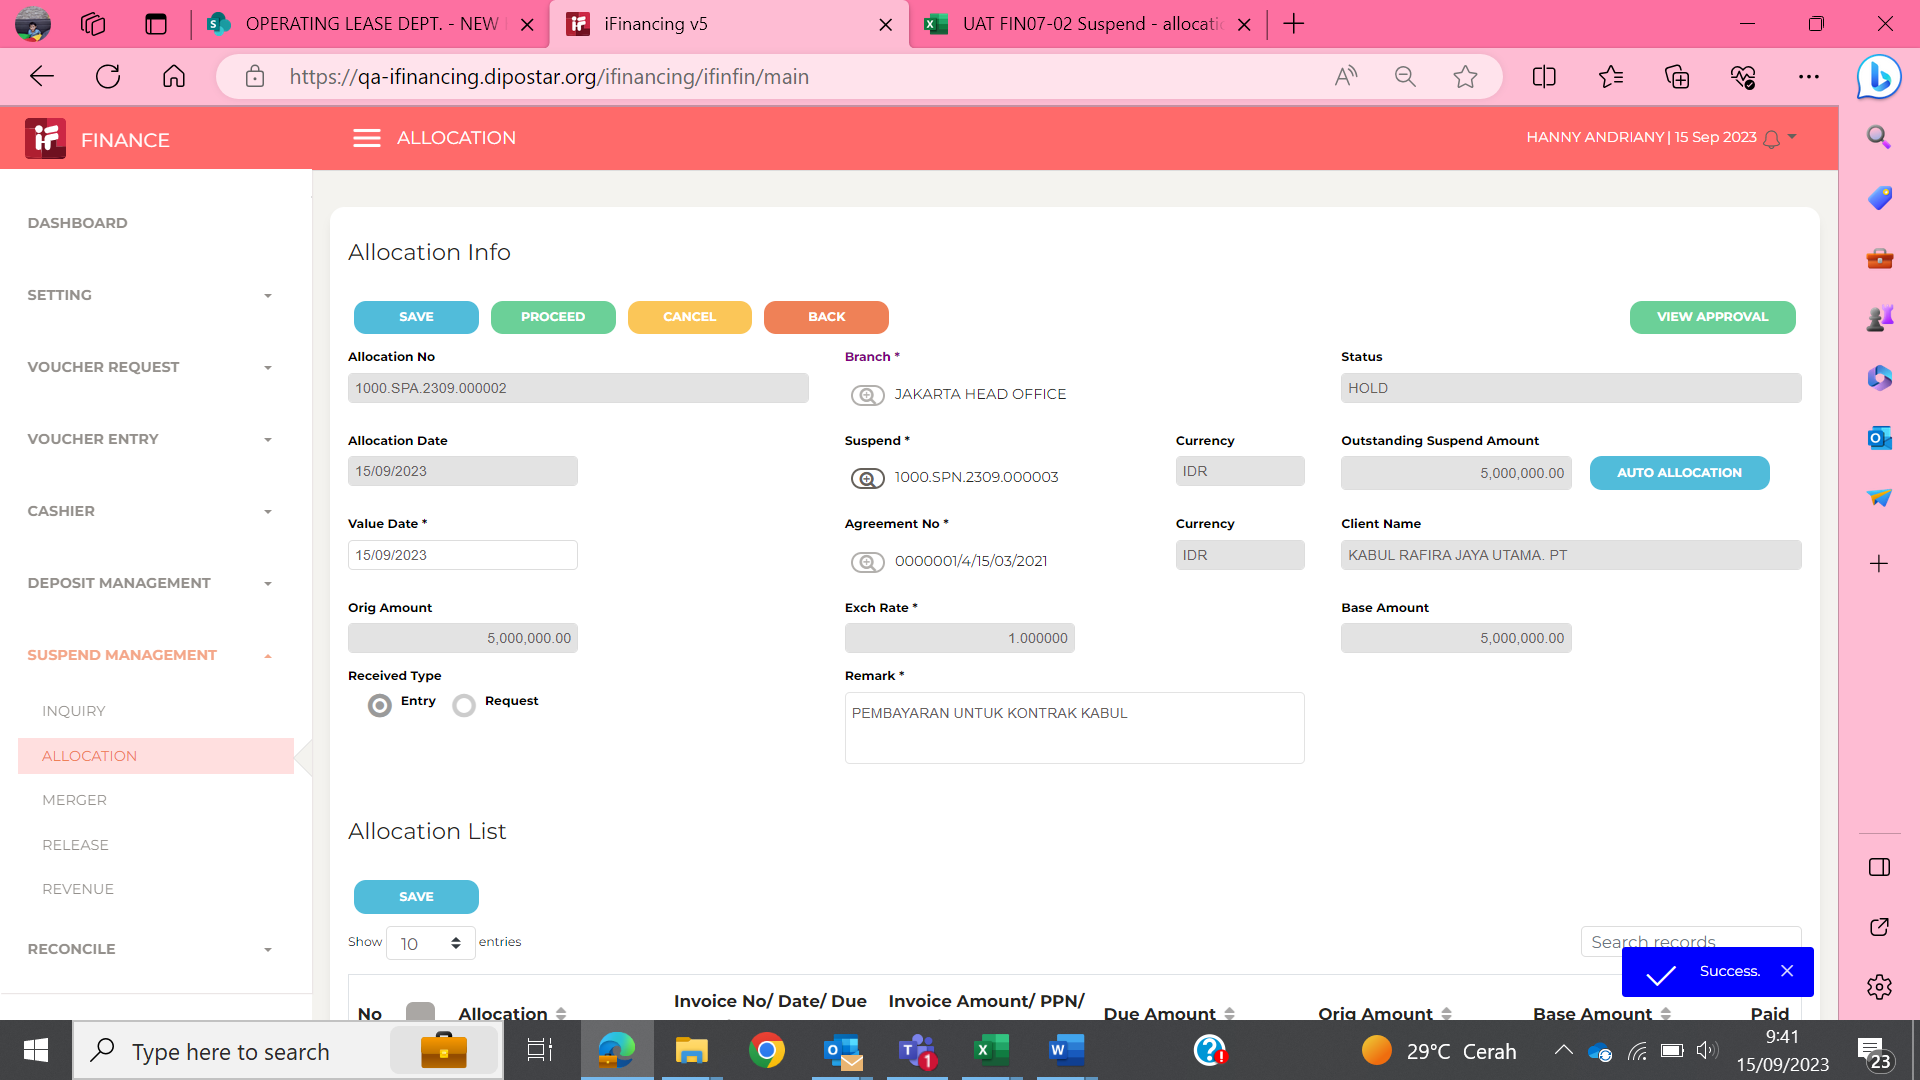 OPERATING LEASE DEPT. - NEW
iFinancing v5
UAT FIN07-02 Suspend - allocati
https://qa-ifinancing.dipostar.org/ifinancing/ifinfin/main
iF FINANCE
ALLOCATION
HANNY ANDRIANY | 15 Sep 2023
DASHBOARD
SETTING
VOUCHER REQUEST
VOUCHER ENTRY
CASHIER
DEPOSIT MANAGEMENT
SUSPEND MANAGEMENT
INQUIRY
ALLOCATION
MERGER
RELEASE
REVENUE
RECONCILE
Allocation Info
SAVE PROCEED CANCEL BACK VIEW APPROVAL
Allocation No Branch * Status
1000.SPA.2309.000002 JAKARTA HEAD OFFICE HOLD
Allocation Date Suspend * Currency Outstanding Suspend Amount
15/09/2023 1000.SPN.2309.000003 IDR 5,000,000.00 AUTO ALLOCATION
Value Date * Agreement No * Currency Client Name
15/09/2023 0000001/4/15/03/2021 IDR KABUL RAFIRA JAYA UTAMA. PT
Orig Amount Exch Rate * Base Amount
5,000,000.00 1.000000 5,000,000.00
Received Type Remark *
Entry Request
PEMBAYARAN UNTUK KONTRAK KABUL
Allocation List
SAVE
Show 10 entries Search records
Success.
No Allocation Invoice No/ Date/ Due Invoice Amount/ PPN/ Due Amount Orig Amount Base Amount Paid
Type here to search
29°C Cerah
9:41
15/09/2023
23